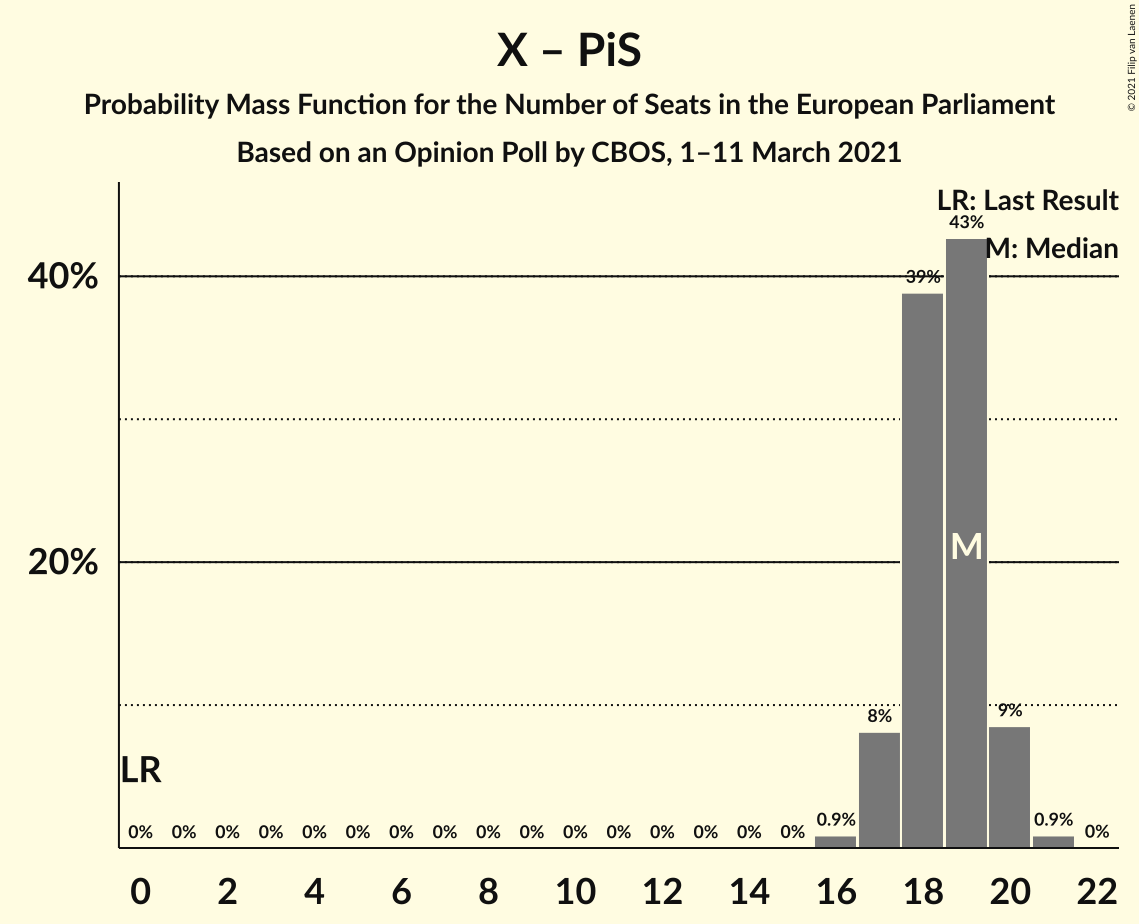 X – PiS
Probability Mass Function for the Number of Seats in the European Parliament
Based on an Opinion Poll by CBOS, 1–11 March 2021
© 2021 Filip van Laenen
LR: Last Result
M: Median
43%
39%
40%
20%
M
8%
9%
LR
0% 0% 0% 0% 0% 0% 0% 0% 0% 0% 0% 0% 0% 0% 0% 0% 0.9% 0.9% 0%
0 2 4 6 8 10 12 14 16 18 20 22